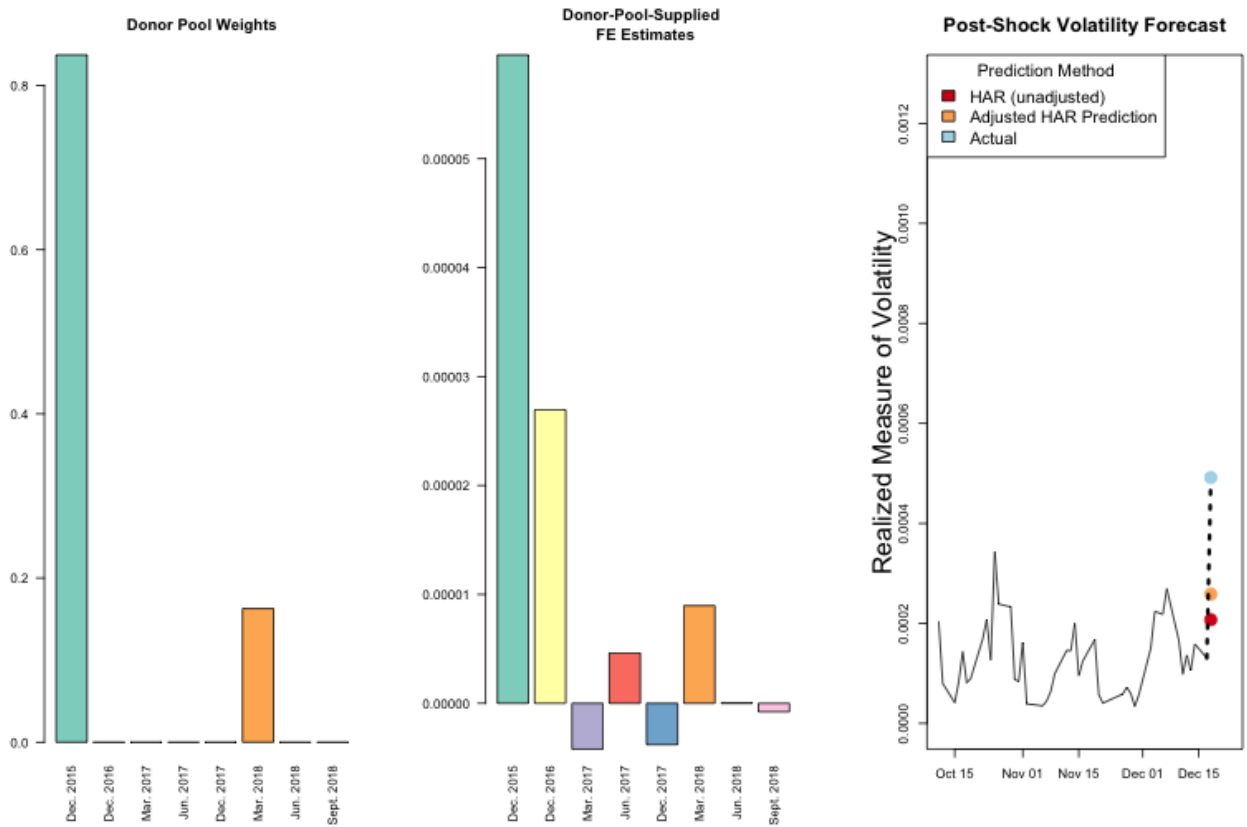 Donor Pool Weights
0.8
0.6
0.4
0.2
0.0
Dec. 2015
Dec. 2016
Mar. 2017
Jun. 2017
Dec. 2017
Mar. 2018
Jun. 2018
Sept. 2018
Donor-Pool-Supplied
FE Estimates
0.00005
0.00004
0.00003
0.00002
0.00001
0.00000
Dec. 2015
Dec. 2016
Mar. 2017
Jun. 2017
Dec. 2017
Mar. 2018
Jun. 2018
Sept. 2018
Post-Shock Volatility Forecast
Prediction Method
HAR (unadjusted)
Adjusted HAR Prediction
Actual
Realized Measure of Volatility
0.0012
0.0010
0.0008
0.0006
0.0004
0.0002
0.0000
Oct 15
Nov 01
Nov 15
Dec 01
Dec 15